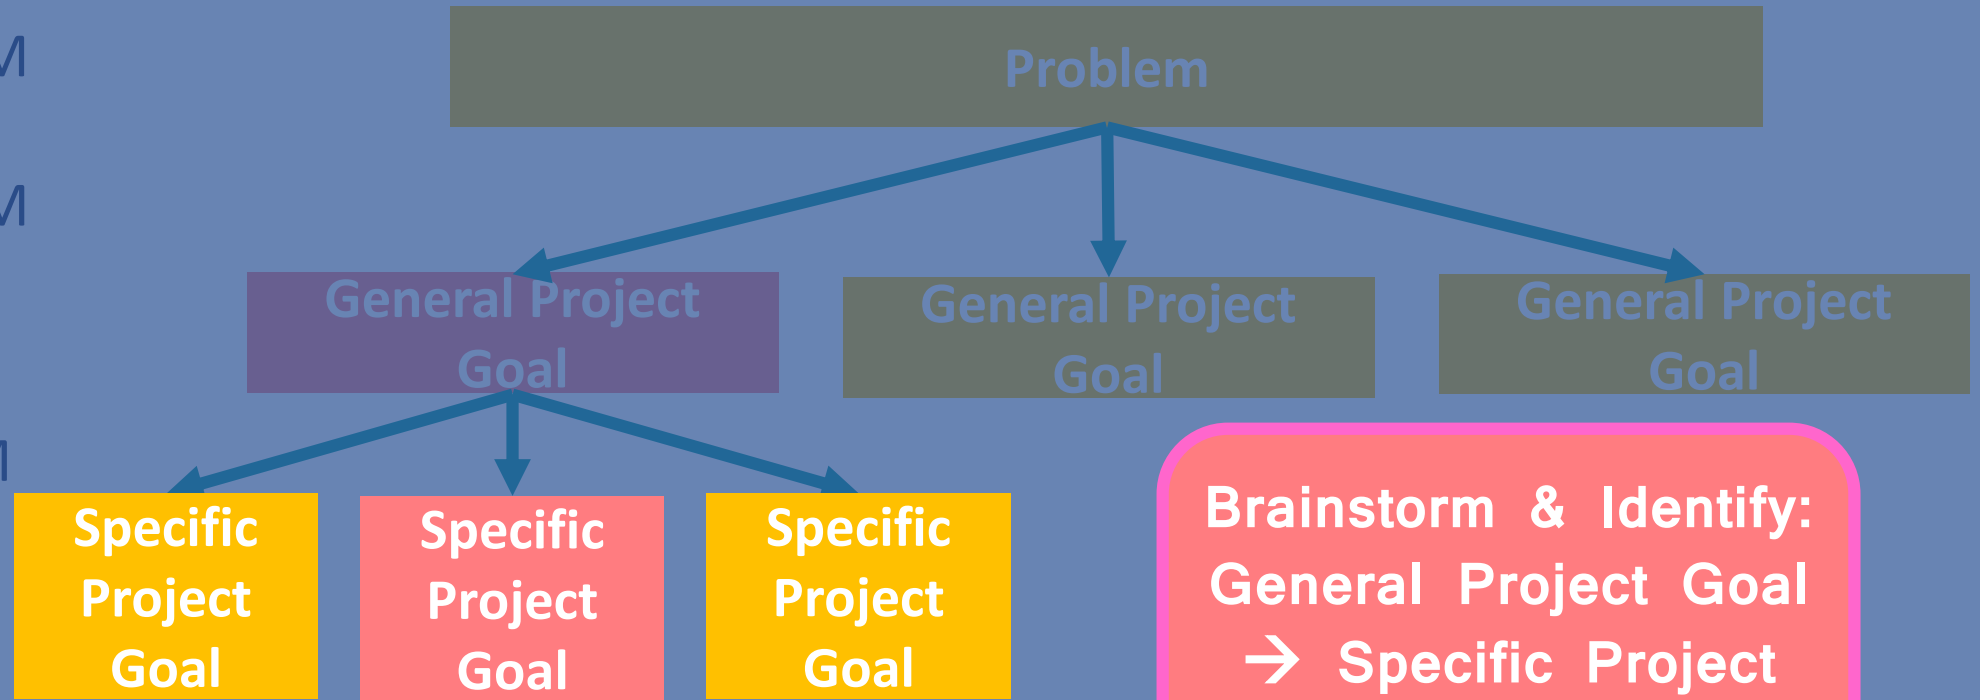 M
Problem
M
General Project
Goal
General Project
Goal
General Project
Goal
Specific
Project
Goal
Specific
Project
Goal
Specific
Project
Goal
Brainstorm & Identify:
General Project Goal
→ Specific Project